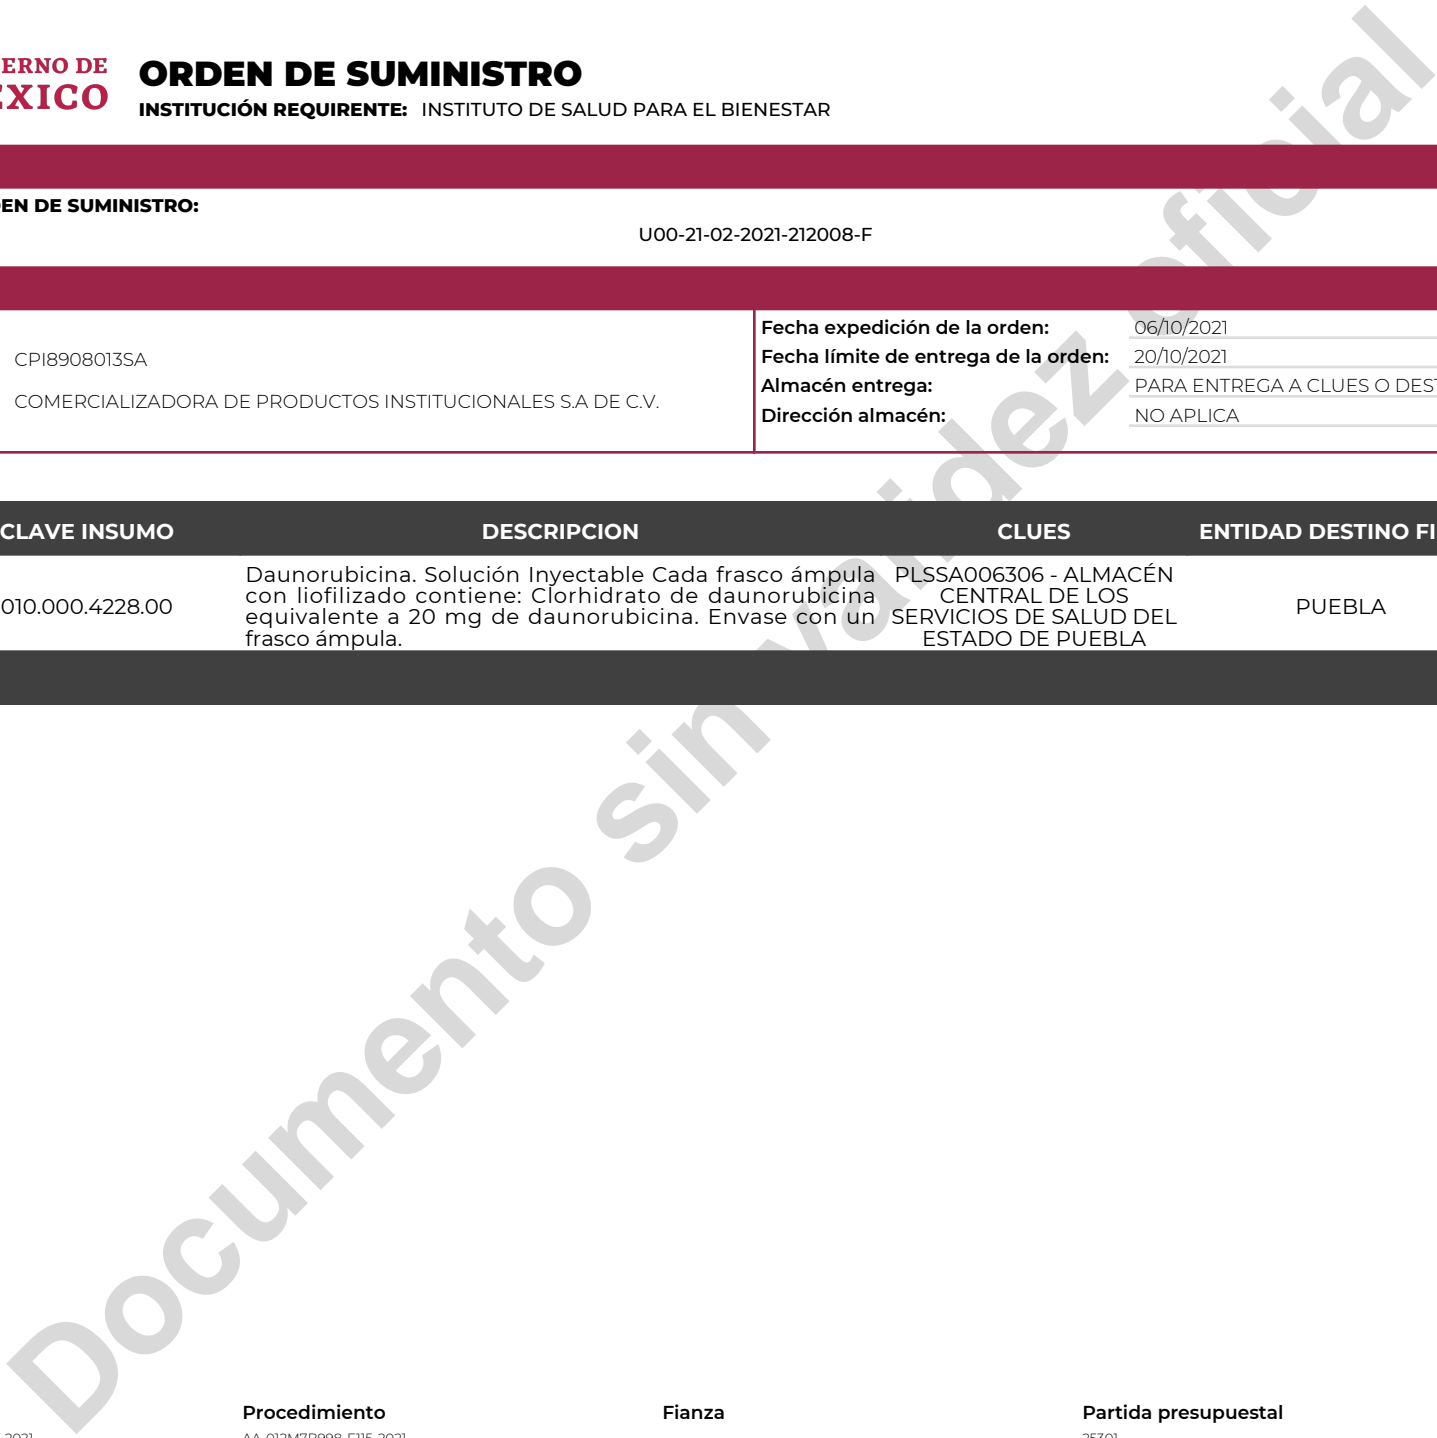 ERNO DE
ÉXICO
ORDEN DE SUMINISTRO
INSTITUCIÓN REQUIRENTE: INSTITUTO DE SALUD PARA EL BIENESTAR
EN DE SUMINISTRO:
U00-21-02-2021-212008-F
CPI8908013SA
COMERCIALIZADORA DE PRODUCTOS INSTITUCIONALES S.A DE C.V.
Fecha expedición de la orden: 06/10/2021
Fecha límite de entrega de la orden: 20/10/2021
Almacén entrega: PARA ENTREGA A CLUES O DEST
Dirección almacén: NO APLICA
CLAVE INSUMO DESCRIPCION CLUES ENTIDAD DESTINO FI
010.000.4228.00
Daunorubicina. Solución Inyectable Cada frasco ámpula
con liofilizado contiene: Clorhidrato de daunorubicina
equivalente a 20 mg de daunorubicina. Envase con un
frasco ámpula.
PLSSA006306 - ALMACÉN
CENTRAL DE LOS
SERVICIOS DE SALUD DEL
ESTADO DE PUEBLA
PUEBLA
Documento sin validez oficial
Procedimiento Fianza Partida presupuestal